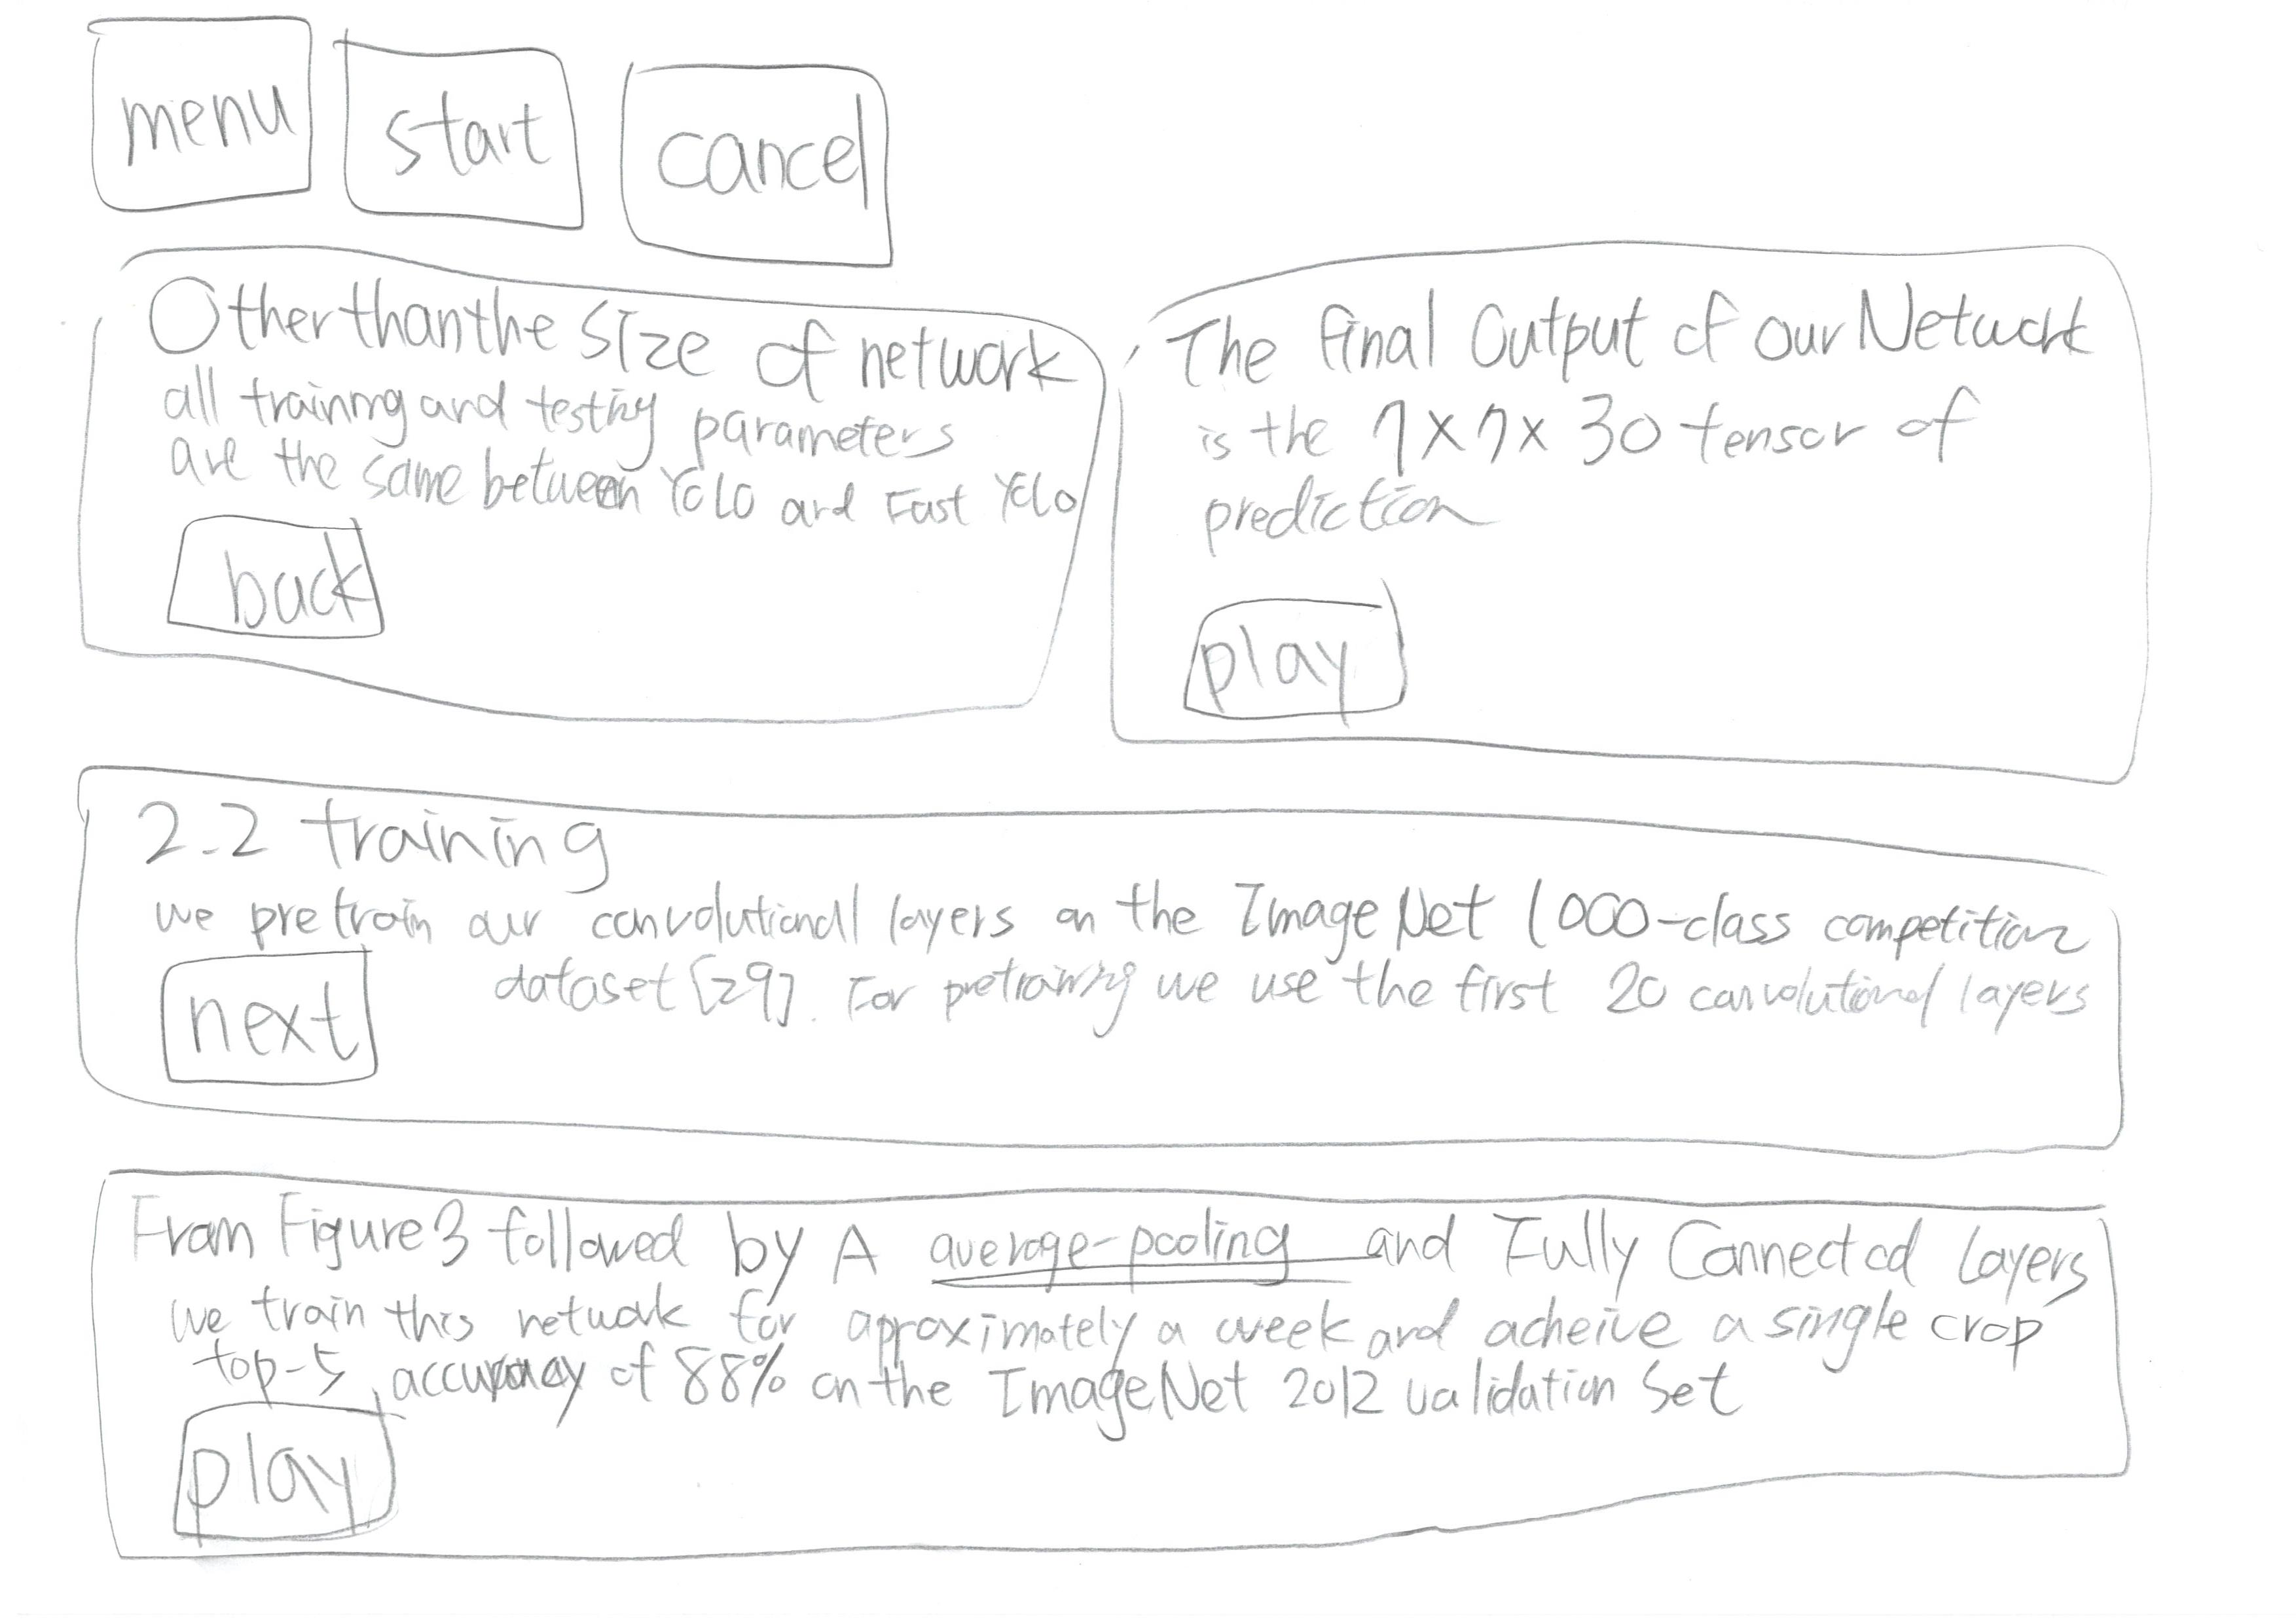 menu start cancel
Other than the size of network
all training and testing parameters
are the same between YOLO and Fast YOLO
back
The final Output of our Network
is the 7x7x 30 tensor of
prediction
play
2.2 training
we pretrain our convolutionall layers on the ImageNet 1000-class competition
dataset [29]. For pretraining we use the first 20 convolutional layers
next
From Figure 3 followed by A average-pooling and Fully Connected Layers
we train this network for aproximately a week and acheive a single crop
top-5 accuracy of 88% on the ImageNet 2012 validation Set
play